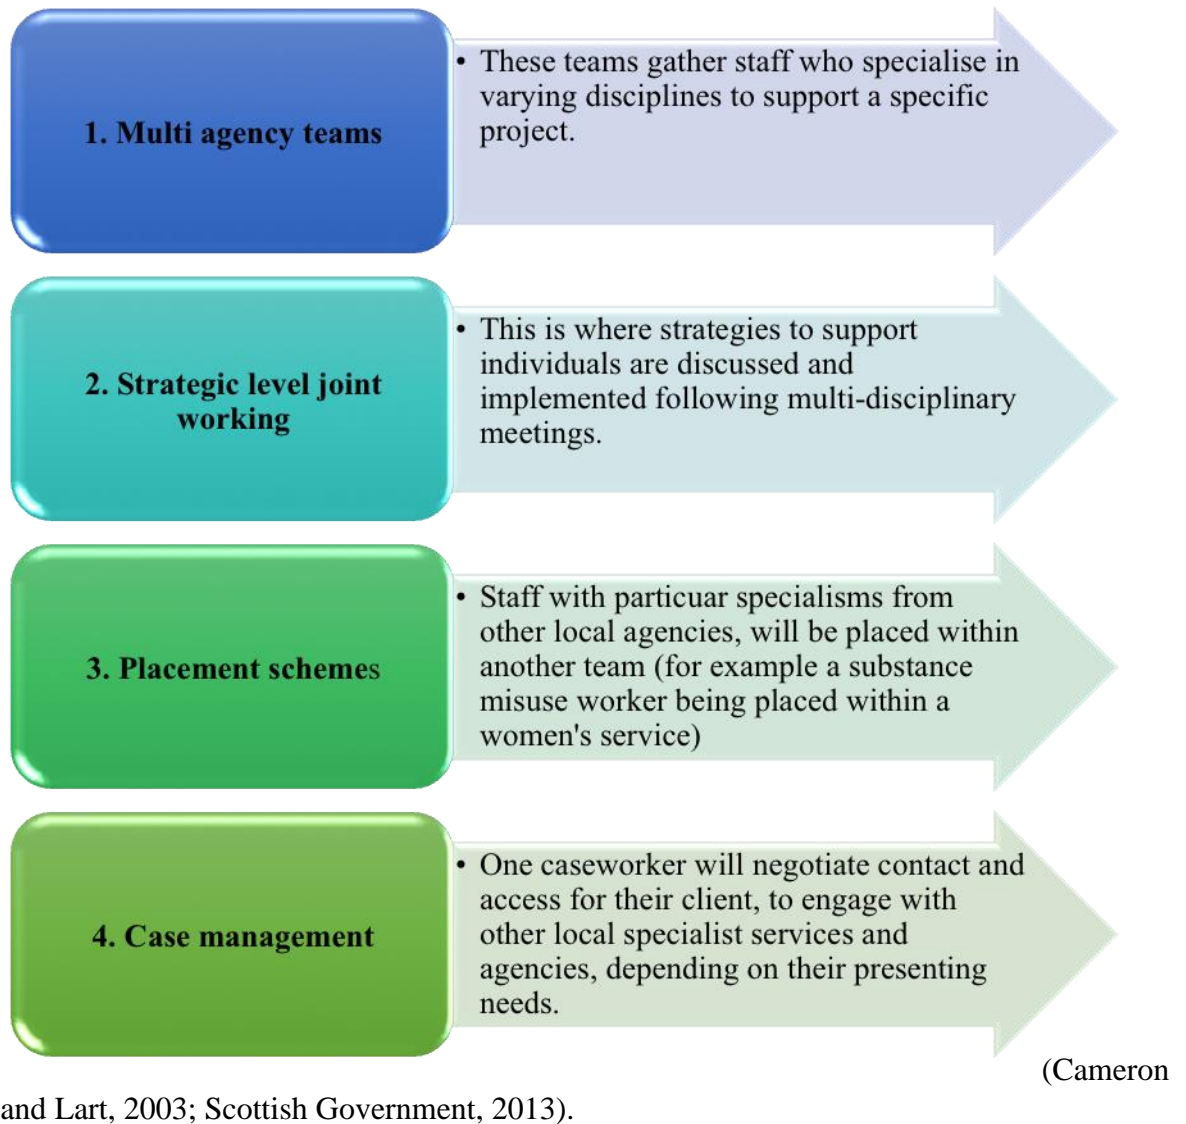 1. Multi agency teams
• These teams gather staff who specialise in
varying disciplines to support a specific
project.
2. Strategic level joint
working
• This is where strategies to support
individuals are discussed and
implemented following multi-disciplinary
meetings.
3. Placement schemes
• Staff with particuar specialisms from
other local agencies, will be placed within
another team (for example a substance
misuse worker being placed within a
women's service)
4. Case management
• One caseworker will negotiate contact and
access for their client, to engage with
other local specialist services and
agencies, depending on their presenting
needs.
(Cameron
and Lart, 2003; Scottish Government, 2013).